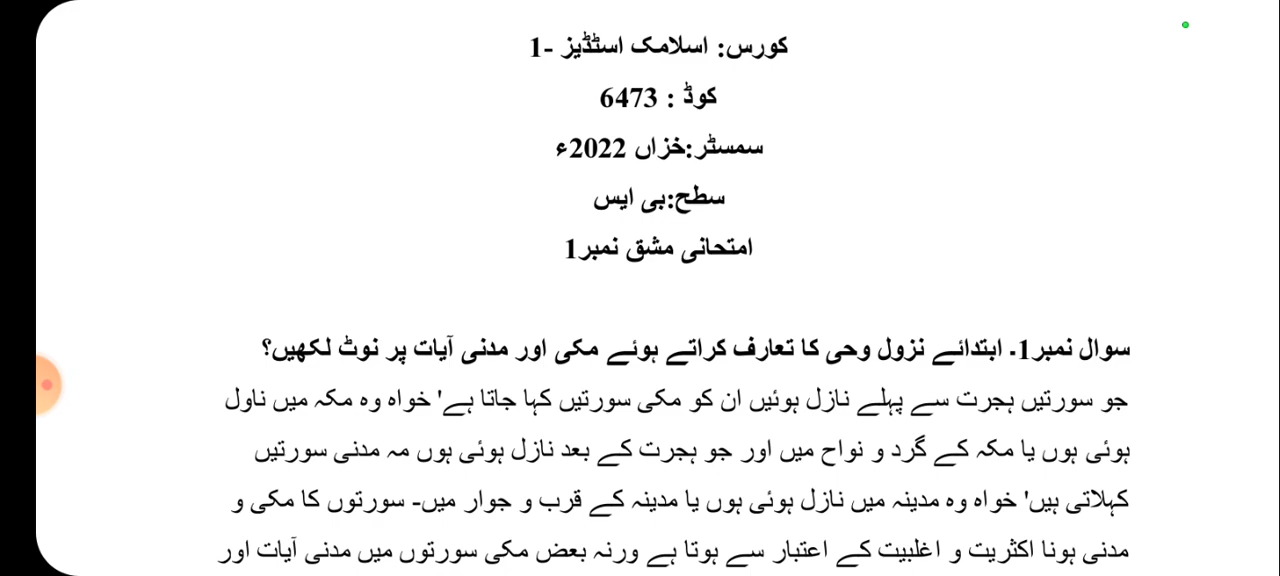 کورس: اسلامک اسٹڈیز -1
کوڈ : 6473
سمسٹر:خزاں 2022ء
سطح:بی ایس
امتحانی مشق نمبر1
سوال نمبر1۔ ابتدائے نزول وحی کا تعارف کراتے ہوئے مکی اور مدنی آیات پر نوٹ لکھیں؟
جو سورتیں ہجرت سے پہلے نازل ہوئیں ان کو مکی سورتیں کہا جاتا ہے' خواہ وہ مکہ میں ناول
ہوئی ہوں یا مکہ کے گرد و نواح میں اور جو ہجرت کے بعد نازل ہوئی ہوں مہ مدنی سورتیں
کہلاتی ہیں' خواہ وہ مدینہ میں نازل ہوئی ہوں یا مدینہ کے قرب و جوار میں۔ سورتوں کا مکی و
مدنی ہونا اکثریت و اغلبیت کے اعتبار سے ہوتا ہے ورنہ بعض مکی سورتوں میں مدنی آیات اور